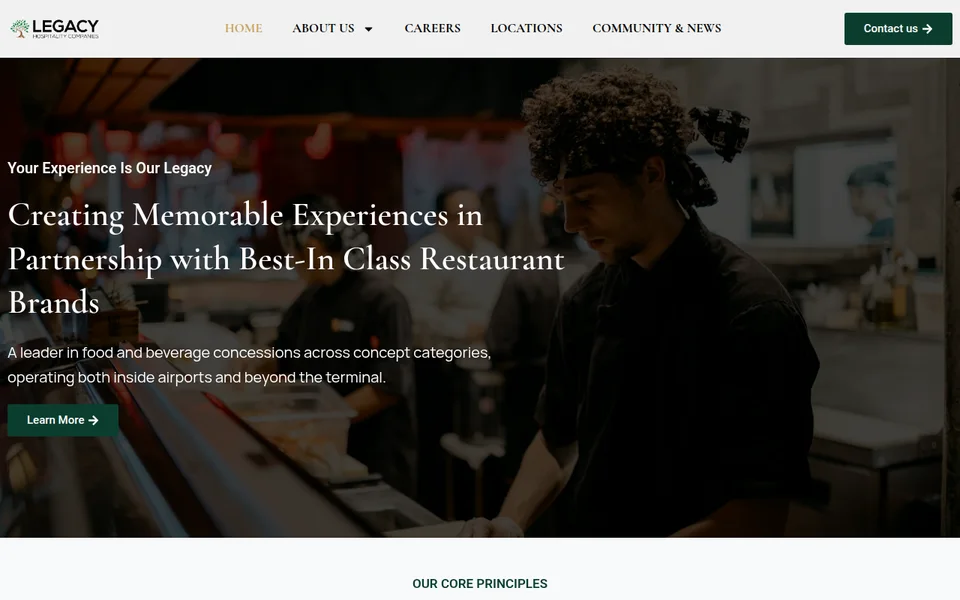 LEGACY
HOSPITALITY COMPANIES
HOME
ABOUT US
CAREERS
LOCATIONS
COMMUNITY & NEWS
Contact us
Your Experience Is Our Legacy
Creating Memorable Experiences in
Partnership with Best-In Class Restaurant
Brands
A leader in food and beverage concessions across concept categories,
operating both inside airports and beyond the terminal.
Learn More
OUR CORE PRINCIPLES